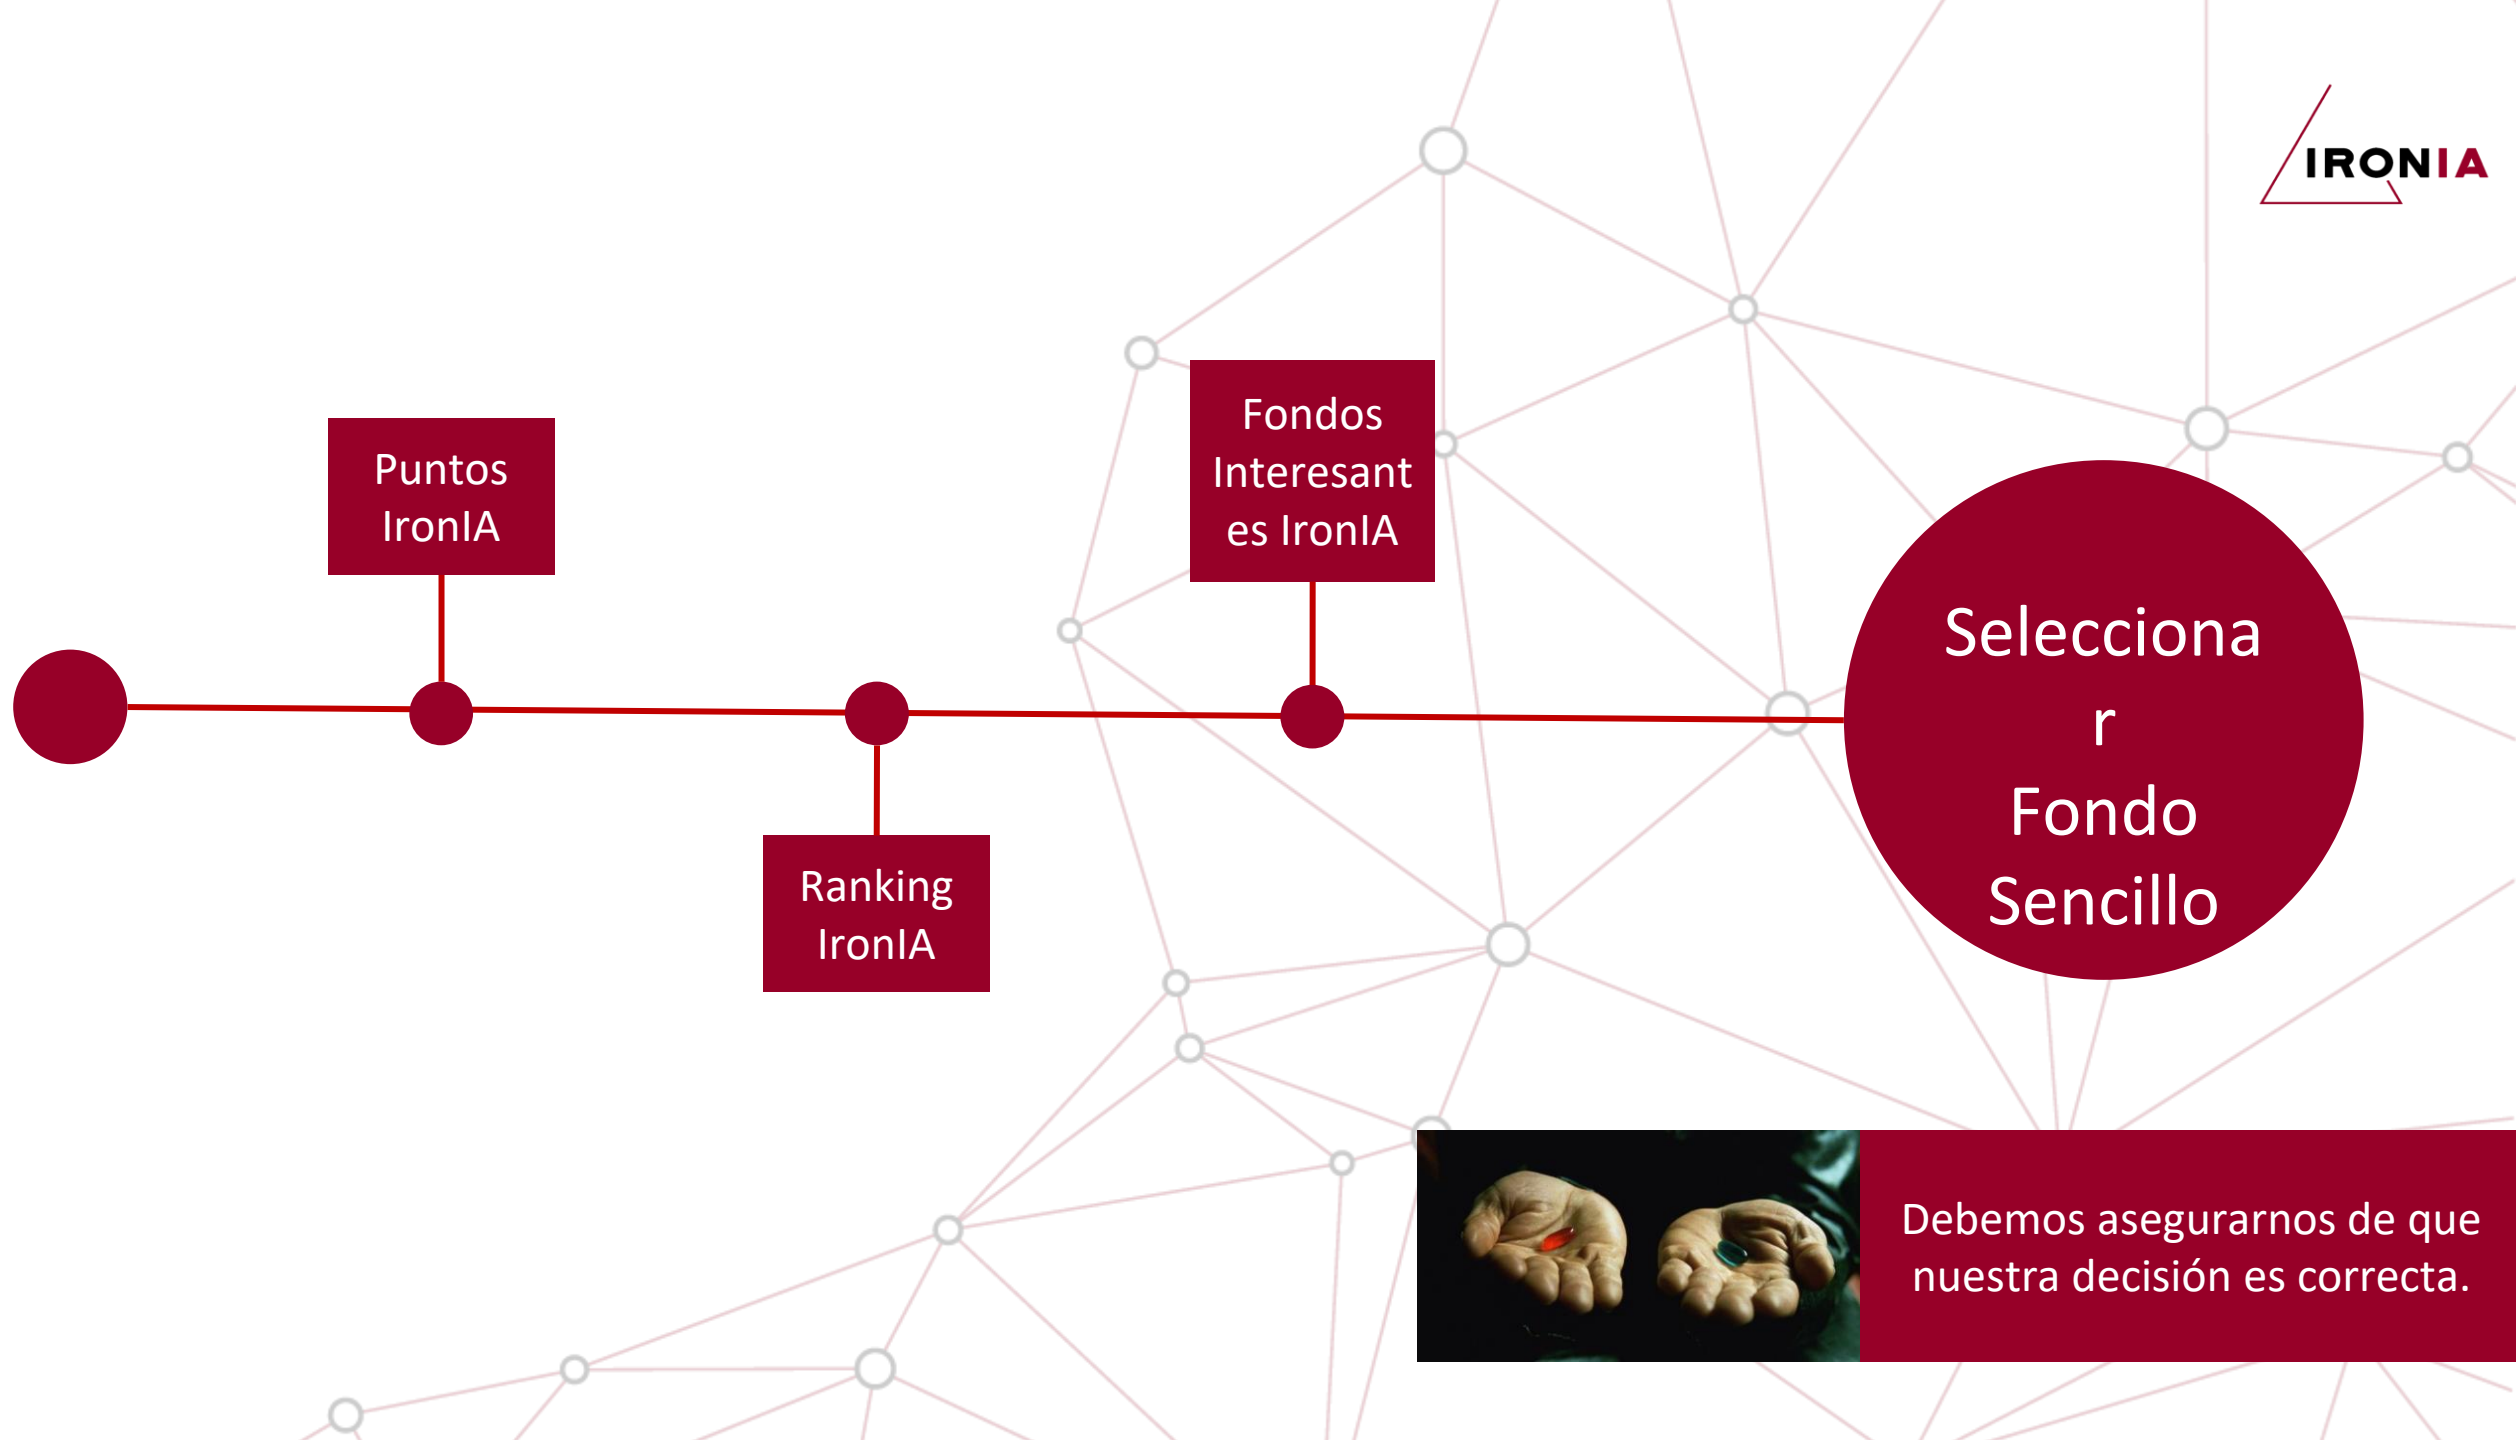 IRONIA
Puntos
IronIA
Fondos
Interesant
es IronIA
Ranking
IronIA
Selecciona
r
Fondo
Sencillo
Debemos asegurarnos de que
nuestra decisión es correcta.